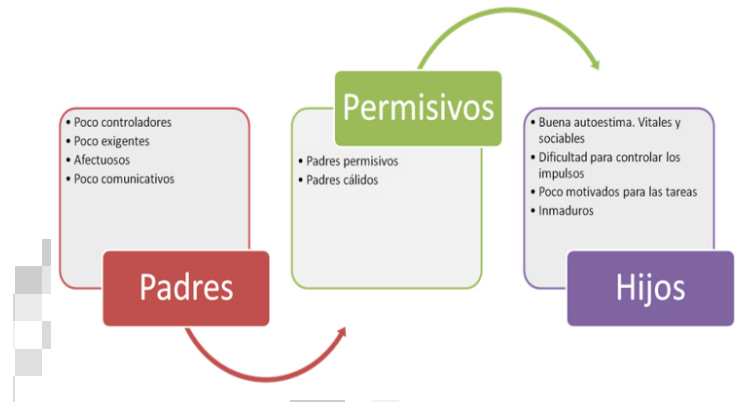 • Poco controladores
• Poco exigentes
• Afectuosos
• Poco comunicativos
Padres
Permisivos
• Padres permisivos
• Padres cálidos
• Buena autoestima. Vitales y
sociables
• Dificultad para controlar los
impulsos
• Poco motivados para las tareas
• Inmaduros
Hijos